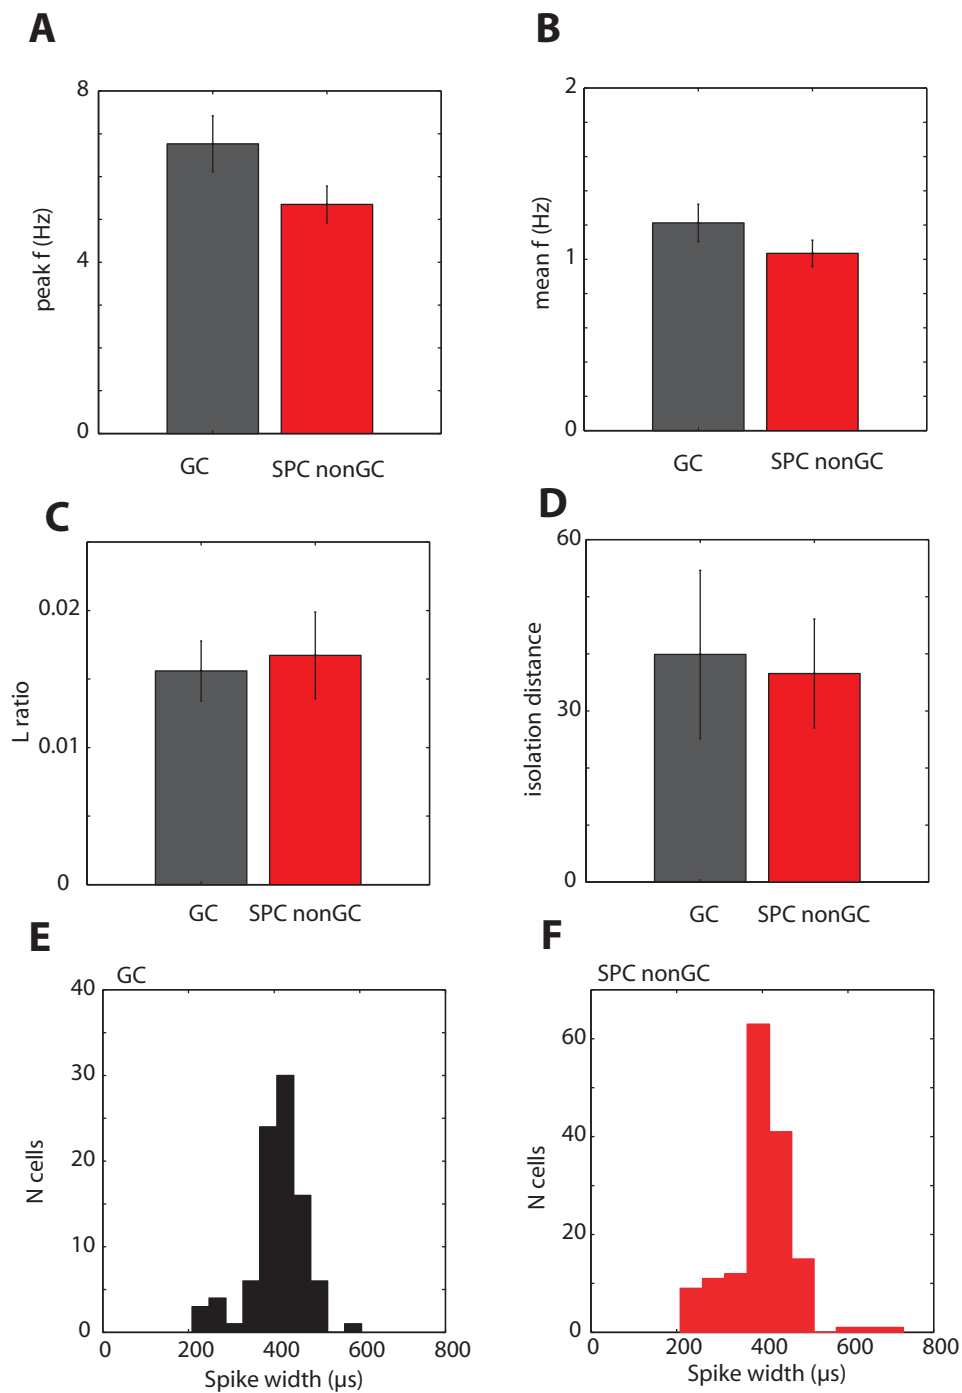 A
8
4
0
peak f (Hz)
GC
SPC nonGC
B
2
1
0
mean f (Hz)
GC
SPC nonGC
C
0.02
0.01
0
L ratio
GC
SPC nonGC
D
60
30
0
isolation distance
GC
SPC nonGC
E
GC
40
30
20
10
0
N cells
0
200
400
600
800
Spike width (µs)
F
SPC nonGC
60
40
20
0
N cells
0
200
400
600
800
Spike width (µs)